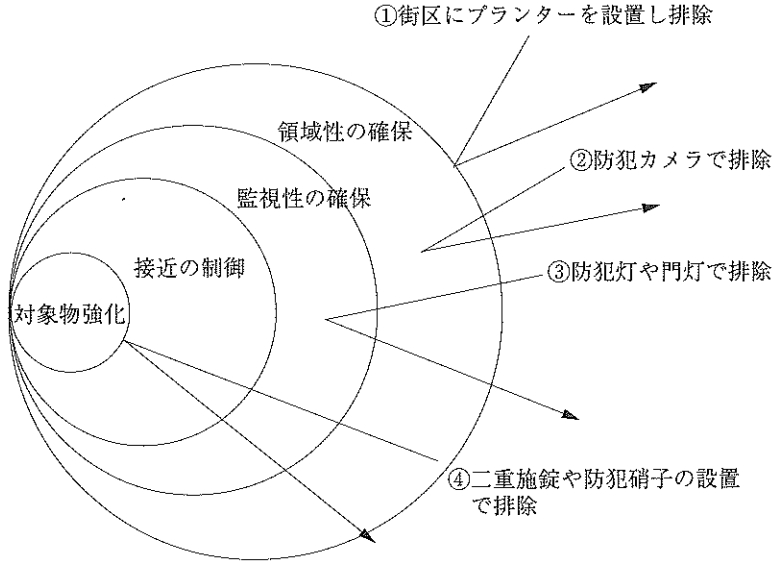 ①街区にプランターを設置し排除
領域性の確保
②防犯カメラで排除
監視性の確保
接近の制御
③防犯灯や門灯で排除
対象物強化
④二重施錠や防犯硝子の設置
で排除